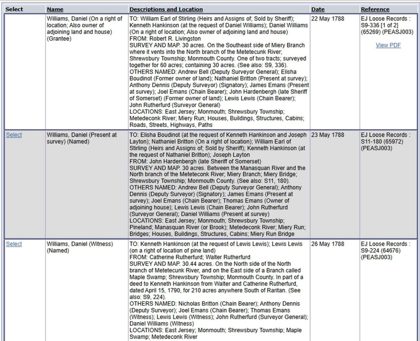 Select Name Descriptions and Location Date Reference
Williams, Daniel (On a right of location; Also owner of adjoining land and house) (Grantee)
TO: William Earl of Stirling (Heirs and Assigns of; Sold by Sheriff);
Kenneth Hankinson (at the request of Daniel Williams); Daniel Williams
(On a right of location; Also owner of adjoining land and house)
FROM: Robert R. Livingston
SURVEY AND MAP. 30 acres. On the Southeast side of Miery Branch
where it vents into the North branch of the Metetecunk River;
Shrewsbury Township; Monmouth County. One of two tracts; surveyed
together for 60 acres; containing 30 acres. (See also: S9, 336).
OTHERS NAMED: Andrew Bell (Deputy Surveyor General); Elisha
Boudinot (Former owner of land); Nathaniel Britton (Present at survey);
Anthony Dennis (Deputy Surveyor) (Signatory); James Emans (Present
at survey); Joel Emans (Chain Bearer); John Hardenbergh (late Sheriff
of Somerset) (Former owner of land); Lewis Lewis (Chain Bearer);
John Rutherfurd (Surveyor General)
LOCATIONS: East Jersey; Monmouth; Shrewsbury Township;
Metedecunk River; Miery Run; Houses, Buildings, Structures, Cabins;
Roads, Streets, Highways, Paths
22 May 1788
EJ Loose Records :
S9-336 [1 of 2]
(65269) (PEASJ003)
View PDF
Select
Williams, Daniel (Present at survey) (Named)
TO: Elisha Boudinot (at the request of Kenneth Hankinson and Joseph
Layton); Nathaniel Britton (On a right of location); William Earl of
Stirling (Heirs and Assigns of; Sold by Sheriff); Kenneth Hankinson (at
the request of Nathaniel Britton); Joseph Layton
FROM: John Hardenbergh (late Sheriff of Somerset)
SURVEY AND MAP. 30 acres. Between the Manasquan River and the
North branch of the Meteteconk River; Miery Branch; Miery Bridge;
Shrewsbury Township; Monmouth County. (See also: S11, 180).
OTHERS NAMED: Andrew Bell (Deputy Surveyor General); Anthony
Dennis (Deputy Surveyor) (Signatory); James Emans (Present at
survey); Joel Emans (Chain Bearer); Thomas Emans (Owner of
adjacent land); Lewis Lewis (Chain Bearer); John Rutherfurd
(Surveyor General); Daniel Williams (Present at survey)
LOCATIONS: East Jersey; Monmouth; Shrewsbury Township;
Pineland; Manasquan River (or Brook); Metedecunk River; Miery Run;
Bridges; Houses, Buildings, Structures, Cabins; Miery Run Bridge
23 May 1788
EJ Loose Records :
S11-180 (65972)
(PEASJ003)
Select
Williams, Daniel (Witness) (Named)
TO: Kenneth Hankinson (at request of Lewis Lewis); Lewis Lewis
(on a right of location of pine land)
FROM: Catherine Rutherfurd; Walter Rutherfurd
SURVEY AND MAP. 30.44 acres. On the North side of the North
branch of Metetecunk River, and on the East side of a Branch called
Maple Swamp; Shrewsbury Township; Monmouth County. In part of a
deed to Kenneth Hankinson from Walter and Catherine Rutherfurd,
dated April 15, 1790, for 210 acres anywhere South of Raritan. (See
also: S9, 224).
OTHERS NAMED: Nicholas Britton (Chain Bearer); Anthony Dennis
(Deputy Surveyor); Joel Emans (Chain Bearer); Thomas Emans
(Witness); Lewis Lewis (Witness); John Rutherfurd (Surveyor General);
Daniel Williams (Witness)
LOCATIONS: East Jersey; Monmouth; Shrewsbury Township; Maple
Swamp; Metedecunk River
26 May 1788
EJ Loose Records :
S9-224 (64676)
(PEASJ003)